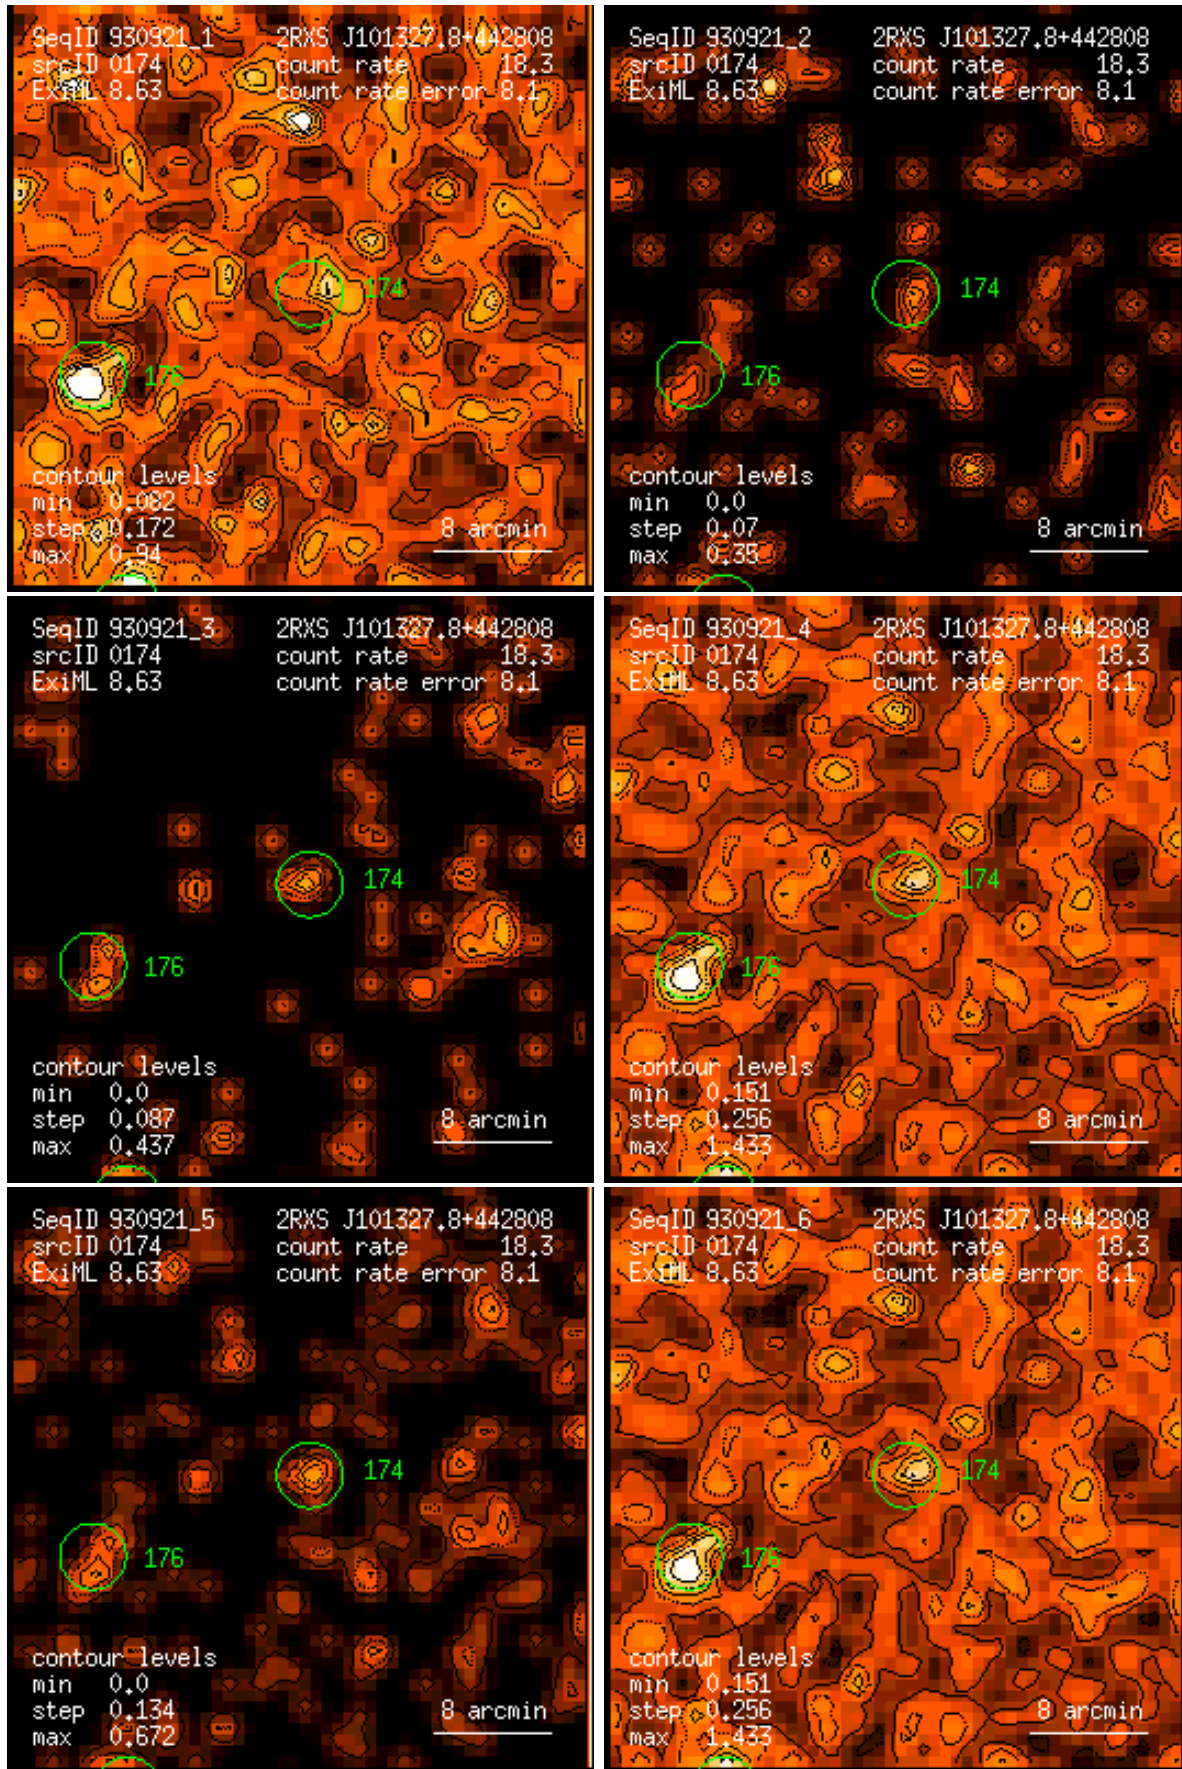 SeqID 930921_1 2RXS J101327.8+442808
srcID 0174 count rate 18.3
ExiML 8.63 count rate error 8.1
174
176
contour levels
min 0.082
step 0.172
max 0.94
8 arcmin
SeqID 930921_2 2RXS J101327.8+442808
srcID 0174 count rate 18.3
ExiML 8.63 count rate error 8.1
174
176
contour levels
min 0.0
step 0.07
max 0.35
8 arcmin
SeqID 930921_3 2RXS J101327.8+442808
srcID 0174 count rate 18.3
ExiML 8.63 count rate error 8.1
174
176
contour levels
min 0.0
step 0.087
max 0.437
8 arcmin
SeqID 930921_4 2RXS J101327.8+442808
srcID 0174 count rate 18.3
ExiML 8.63 count rate error 8.1
174
176
contour levels
min 0.151
step 0.256
max 1.433
8 arcmin
SeqID 930921_5 2RXS J101327.8+442808
srcID 0174 count rate 18.3
ExiML 8.63 count rate error 8.1
174
176
contour levels
min 0.0
step 0.134
max 0.672
8 arcmin
SeqID 930921_6 2RXS J101327.8+442808
srcID 0174 count rate 18.3
ExiML 8.63 count rate error 8.1
174
176
contour levels
min 0.151
step 0.256
max 1.433
8 arcmin